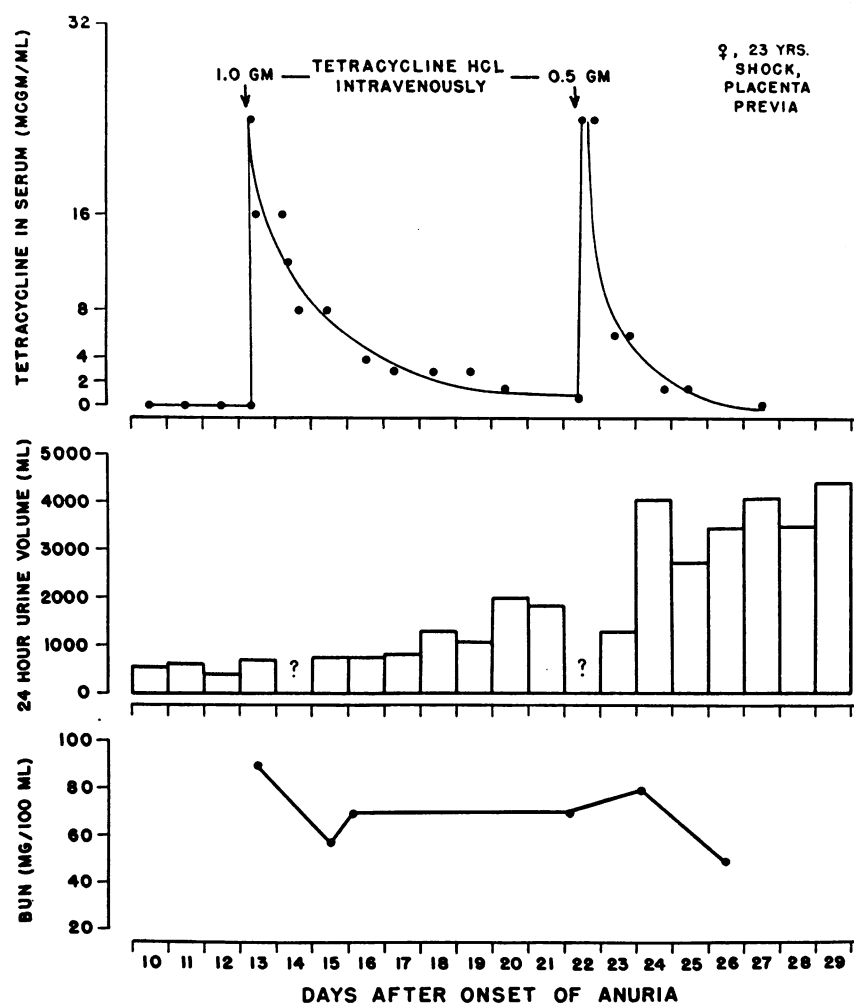 32
16
8
4
2
0
TETRACYCLINE IN SERUM (MCGM/ML)
1.0 GM — TETRACYCLINE HCL — 0.5 GM
INTRAVENOUSLY
♀, 23 YRS.
SHOCK,
PLACENTA
PREVIA
5000
4000
3000
2000
1000
0
24 HOUR URINE VOLUME (ML)
? ?
100
80
60
40
20
BUN (MG/100 ML)
10 11 12 13 14 15 16 17 18 19 20 21 22 23 24 25 26 27 28 29
DAYS AFTER ONSET OF ANURIA